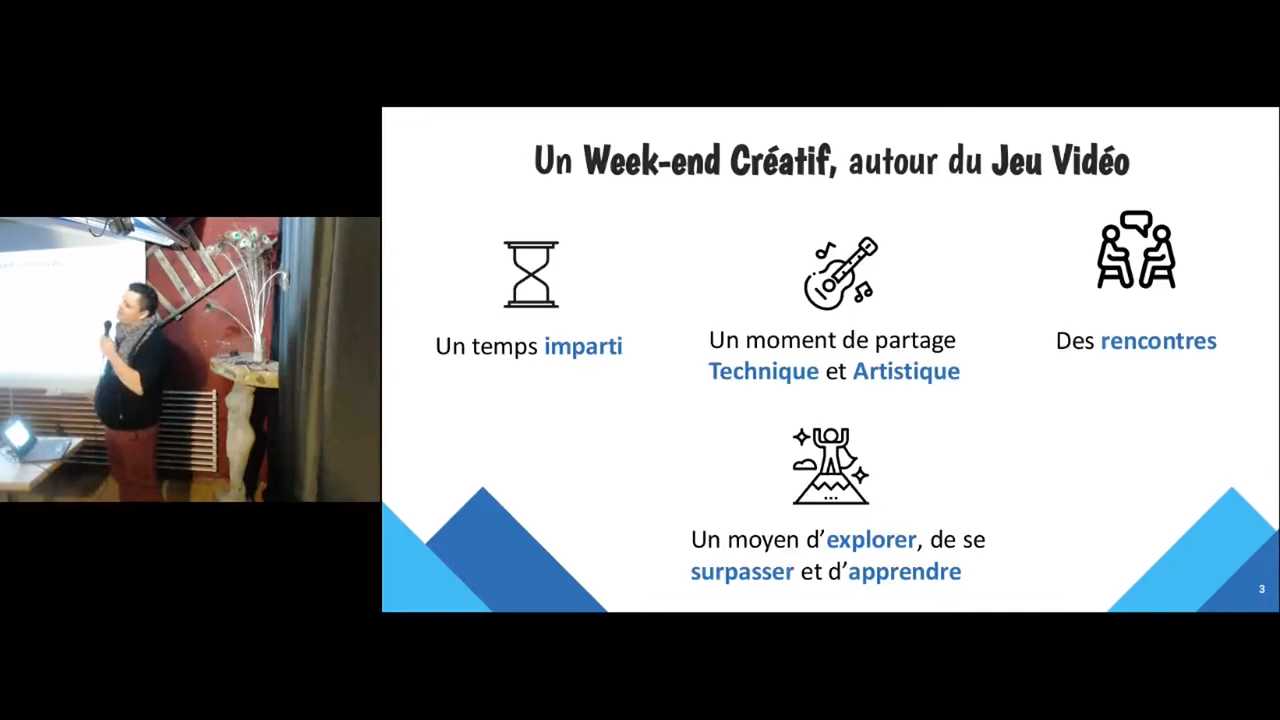 Un Week-end Créatif, autour du Jeu Vidéo
Un temps imparti
Un moment de partage
Technique et Artistique
Des rencontres
Un moyen d’explorer, de se
surpasser et d’apprendre
3